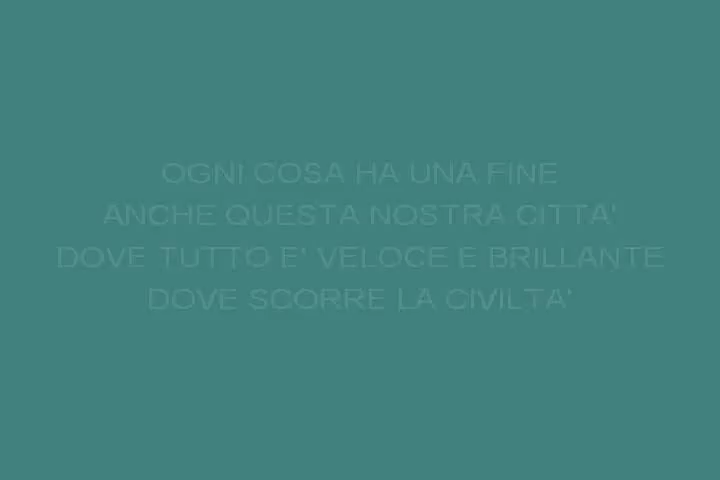 OGNI COSA HA UNA FINE
ANCHE QUESTA NOSTRA CITTA'
DOVE TUTTO E' VELOCE E BRILLANTE
DOVE SCORRE LA CIVILTA'